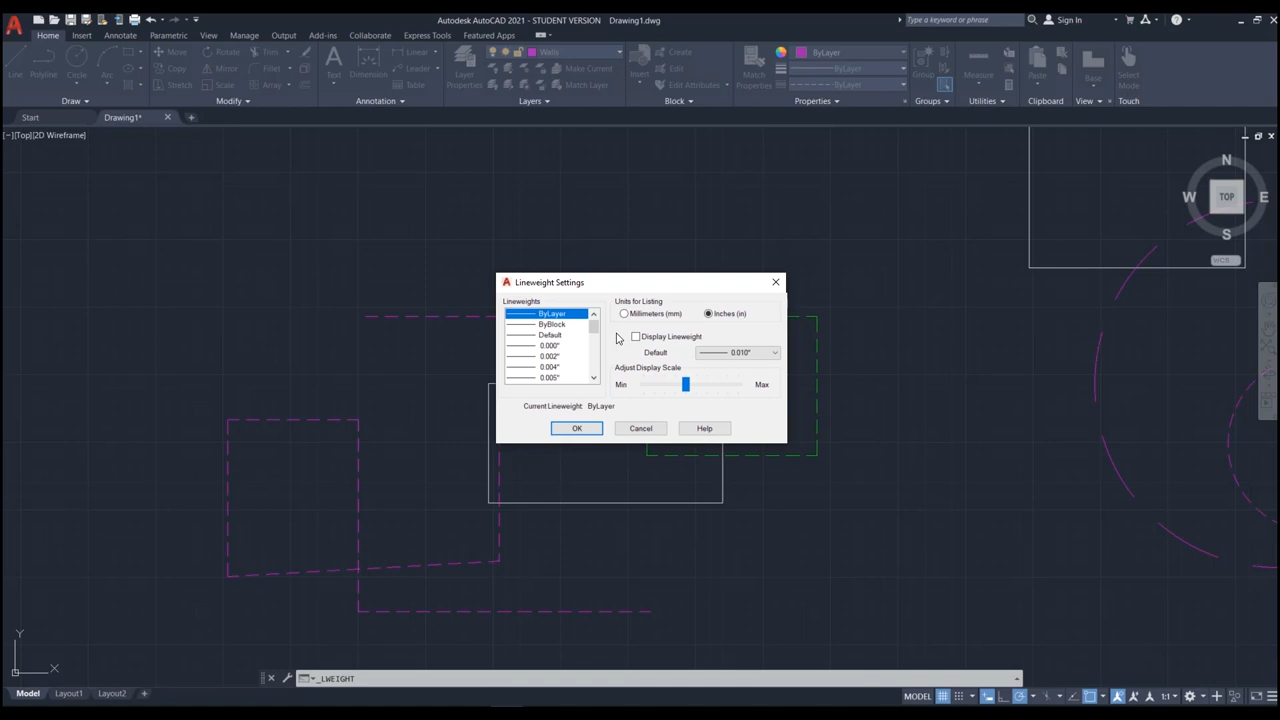 Autodesk AutoCAD 2021 - STUDENT VERSION Drawing1.dwg
Type a keyword or phrase
Sign In
Home Insert Annotate Parametric View Manage Output Add-ins Collaborate Express Tools Featured Apps
Line Polyline Circle Arc
Move Rotate Trim
Copy Mirror Fillet
Stretch Scale Array
Text Dimension
Linear
Leader
Table
Layer Properties
Walls
Make Current
Match Layer
Insert
Create
Edit
Edit Attributes
Match Properties
ByLayer
ByLayer
ByLayer
Group
Measure
Paste
Base
Select Mode
Draw Modify Annotation Layers Block Properties Groups Utilities Clipboard View Touch
Start Drawing1*
[−][Top][2D Wireframe]
N
W TOP E
S
WCS
A Lineweight Settings
Lineweights
ByLayer
ByBlock
Default
0.000"
0.002"
0.004"
0.005"
Units for Listing
Millimeters (mm) Inches (in)
Display Lineweight
Default 0.010"
Adjust Display Scale
Min Max
Current Lineweight: ByLayer
OK Cancel Help
Y
X
_LWEIGHT
Model Layout1 Layout2 +
MODEL 1:1